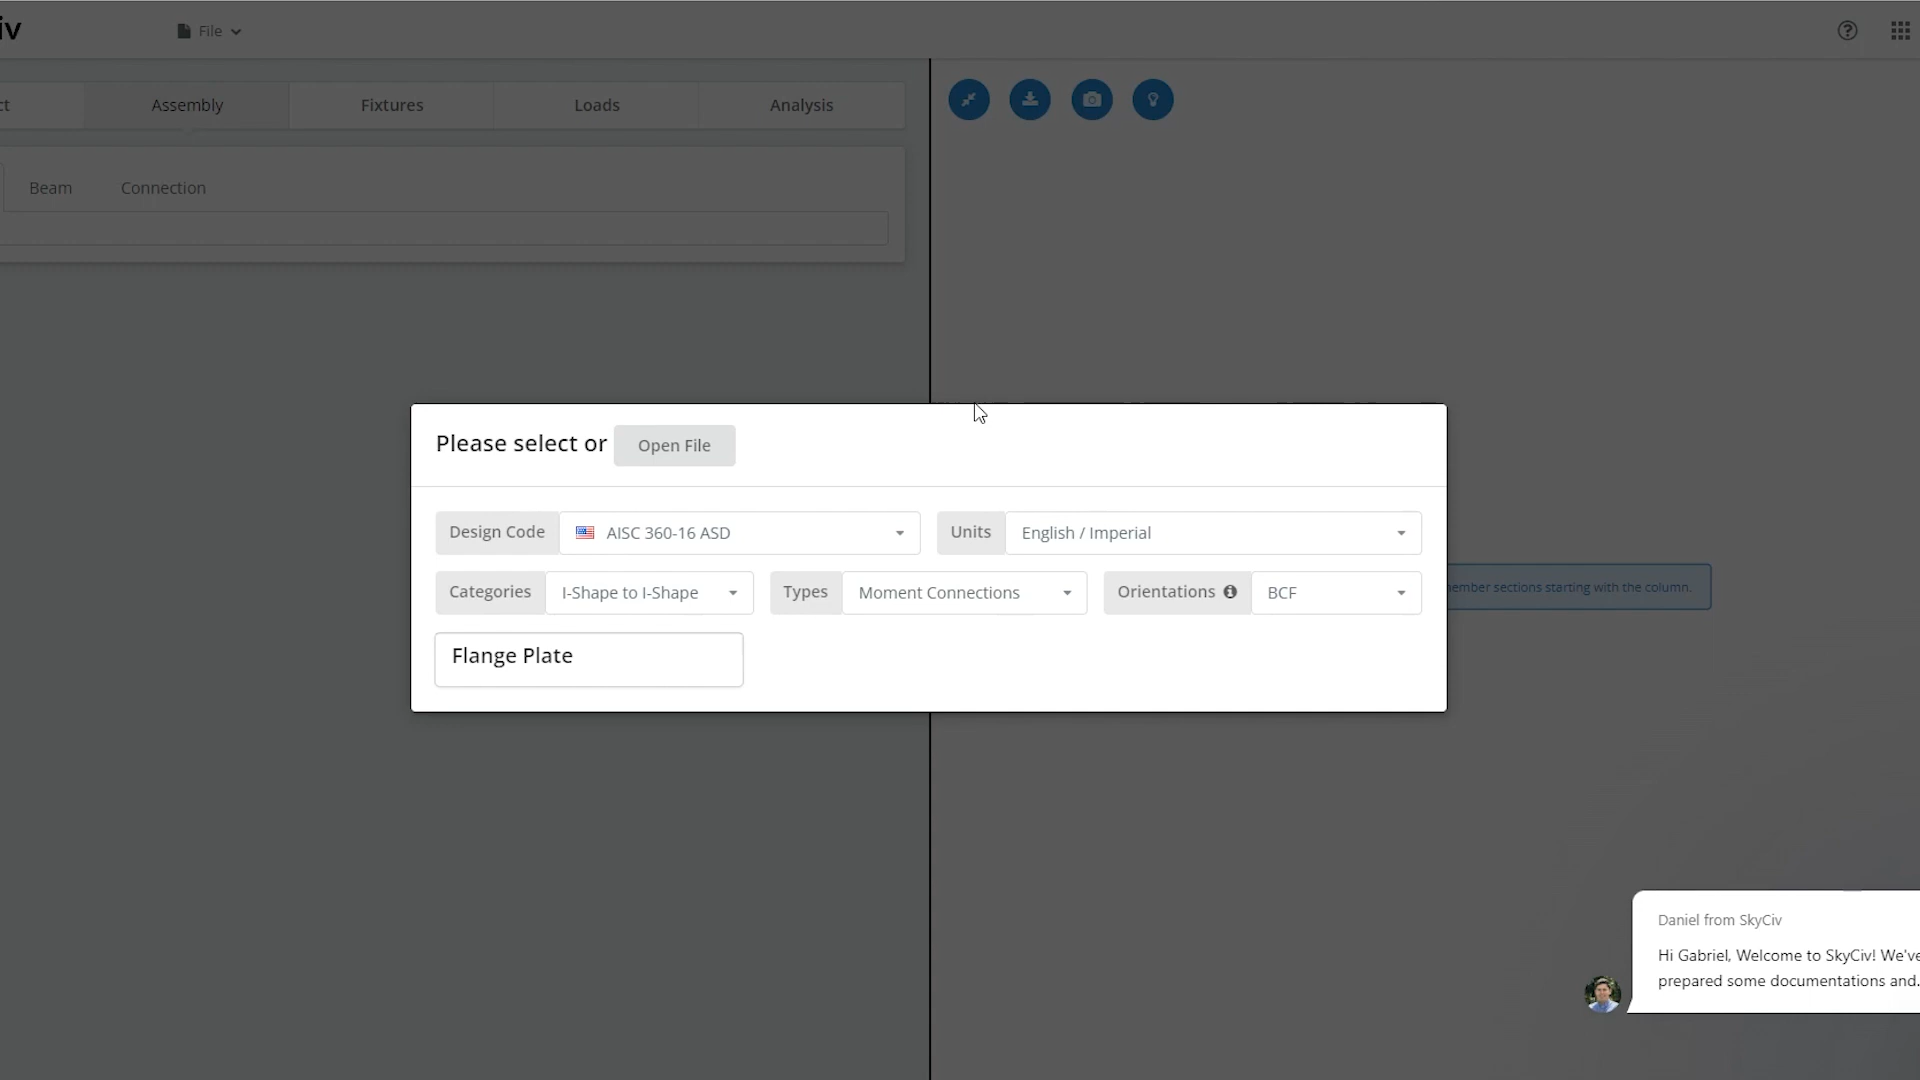 iv
File
ct
Assembly
Fixtures
Loads
Analysis
Beam
Connection
Please select or
Open File
Design Code
AISC 360-16 ASD
Units
English / Imperial
Categories
I-Shape to I-Shape
Types
Moment Connections
Orientations
BCF
ember sections starting with the column.
Flange Plate
Daniel from SkyCiv
Hi Gabriel, Welcome to SkyCiv! We've
prepared some documentations and.